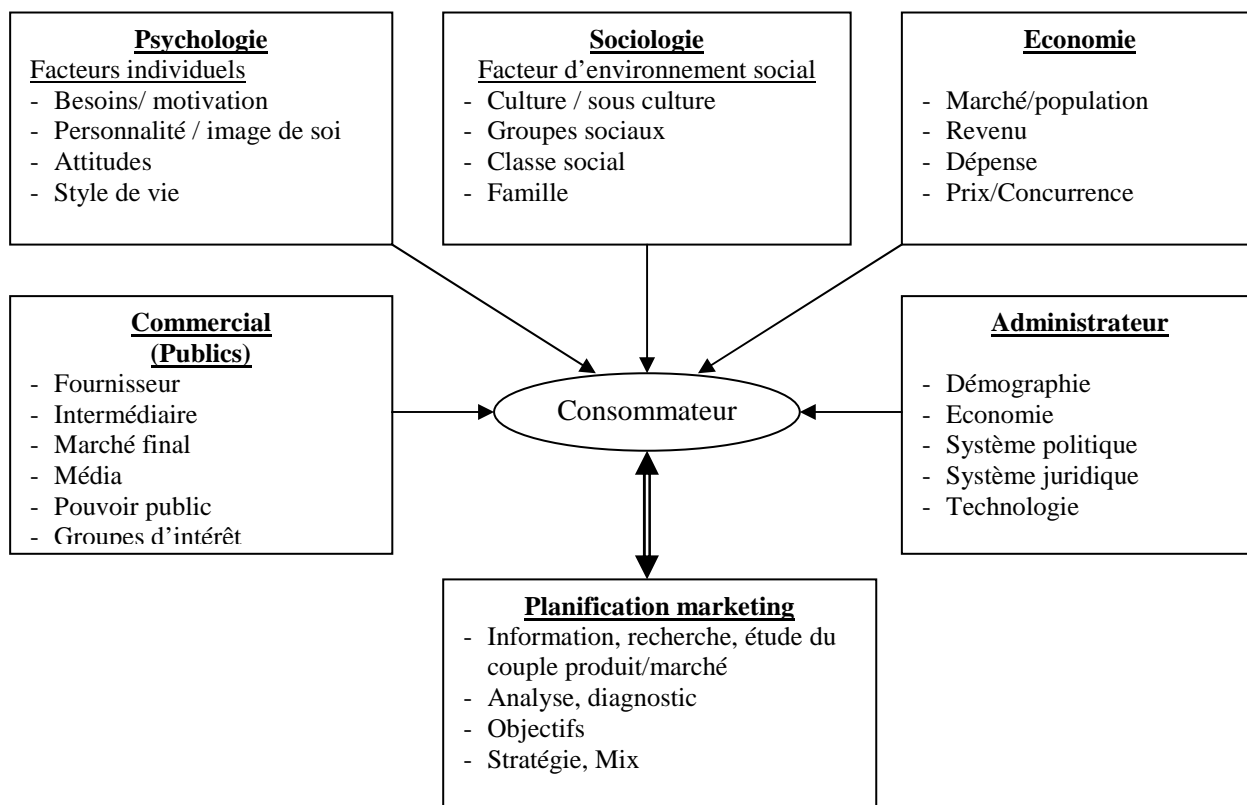 Psychologie
Facteurs individuels
- Besoins/ motivation
- Personnalité / image de soi
- Attitudes
- Style de vie
Sociologie
Facteur d’environnement social
- Culture / sous culture
- Groupes sociaux
- Classe social
- Famille
Economie
- Marché/population
- Revenu
- Dépense
- Prix/Concurrence
Commercial
(Publics)
- Fournisseur
- Intermédiaire
- Marché final
- Média
- Pouvoir public
- Groupes d’intérêt
Consommateur
Administrateur
- Démographie
- Economie
- Système politique
- Système juridique
- Technologie
Planification marketing
- Information, recherche, étude du
couple produit/marché
- Analyse, diagnostic
- Objectifs
- Stratégie, Mix